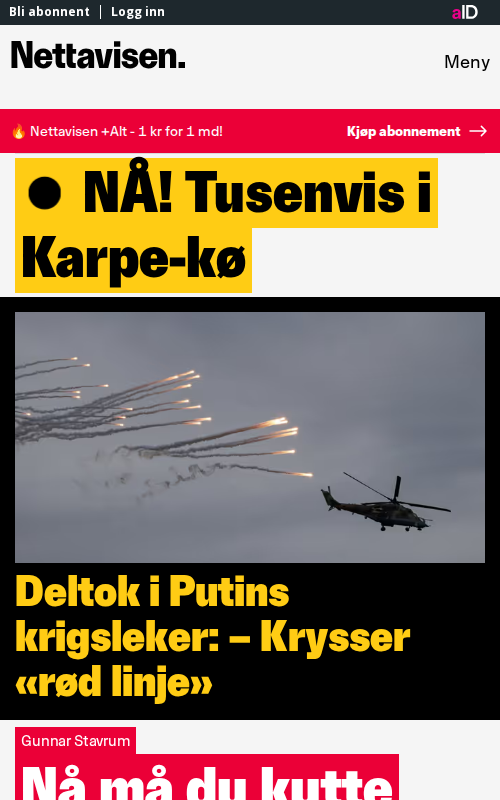 Bli abonnent | Logg inn
aID
Nettavisen.
Meny
🔥 Nettavisen +Alt - 1 kr for 1 md!
Kjøp abonnement →
NÅ! Tusenvis i
Karpe-kø
Deltok i Putins
krigsleker: – Krysser
«rød linje»
Gunnar Stavrum
Nå må du kutte